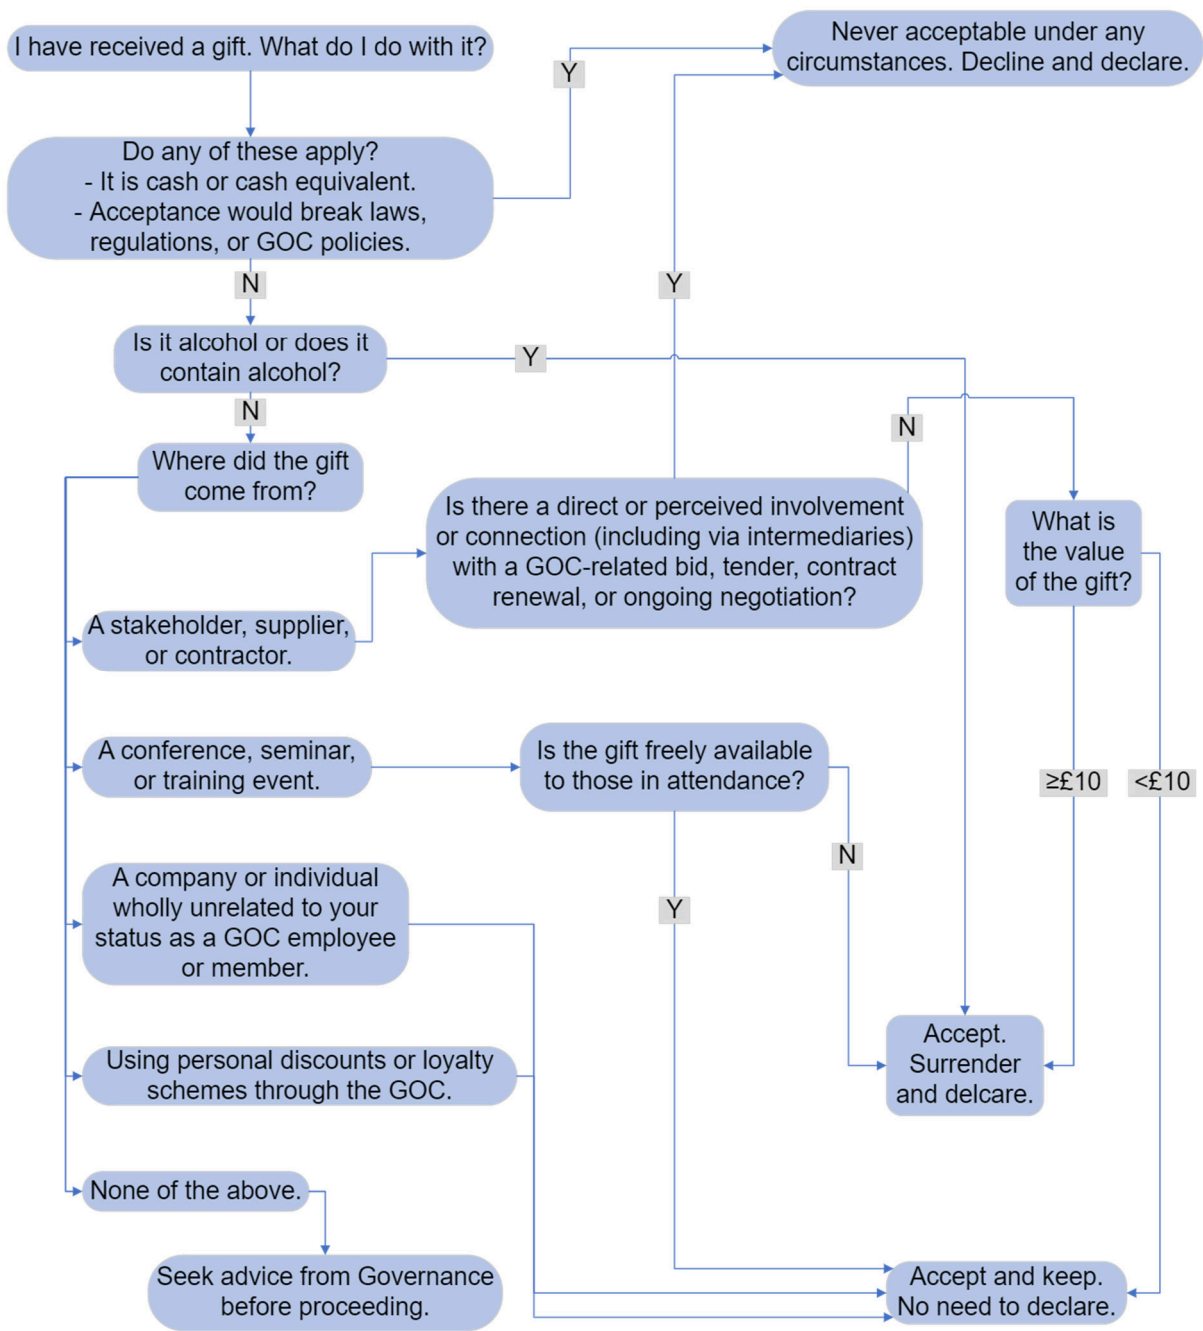 I have received a gift. What do I do with it?
Never acceptable under any
circumstances. Decline and declare.
Y
Do any of these apply?
- It is cash or cash equivalent.
- Acceptance would break laws,
regulations, or GOC policies.
N
Y
Is it alcohol or does it
contain alcohol?
Y
N
N
Where did the gift
come from?
Is there a direct or perceived involvement
or connection (including via intermediaries)
with a GOC-related bid, tender, contract
renewal, or ongoing negotiation?
What is
the value
of the gift?
A stakeholder, supplier,
or contractor.
A conference, seminar,
or training event.
Is the gift freely available
to those in attendance?
≥£10
<£10
N
Y
A company or individual
wholly unrelated to your
status as a GOC employee
or member.
Accept.
Surrender
and delcare.
Using personal discounts or loyalty
schemes through the GOC.
None of the above.
Seek advice from Governance
before proceeding.
Accept and keep.
No need to declare.